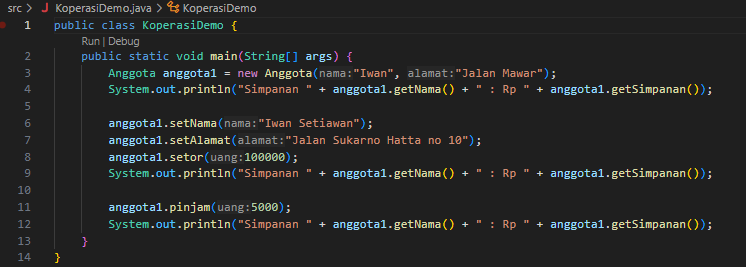 src > J KoperasiDemo.java > KoperasiDemo
1 public class KoperasiDemo {
Run | Debug
2 public static void main(String[] args) {
3 Anggota anggota1 = new Anggota(nama:"Iwan", alamat:"Jalan Mawar");
4 System.out.println("Simpanan " + anggota1.getNama() + " : Rp " + anggota1.getSimpanan());
5
6 anggota1.setNama(nama:"Iwan Setiawan");
7 anggota1.setAlamat(alamat:"Jalan Sukarno Hatta no 10");
8 anggota1.setor(uang:100000);
9 System.out.println("Simpanan " + anggota1.getNama() + " : Rp " + anggota1.getSimpanan());
10
11 anggota1.pinjam(uang:5000);
12 System.out.println("Simpanan " + anggota1.getNama() + " : Rp " + anggota1.getSimpanan());
13 }
14 }